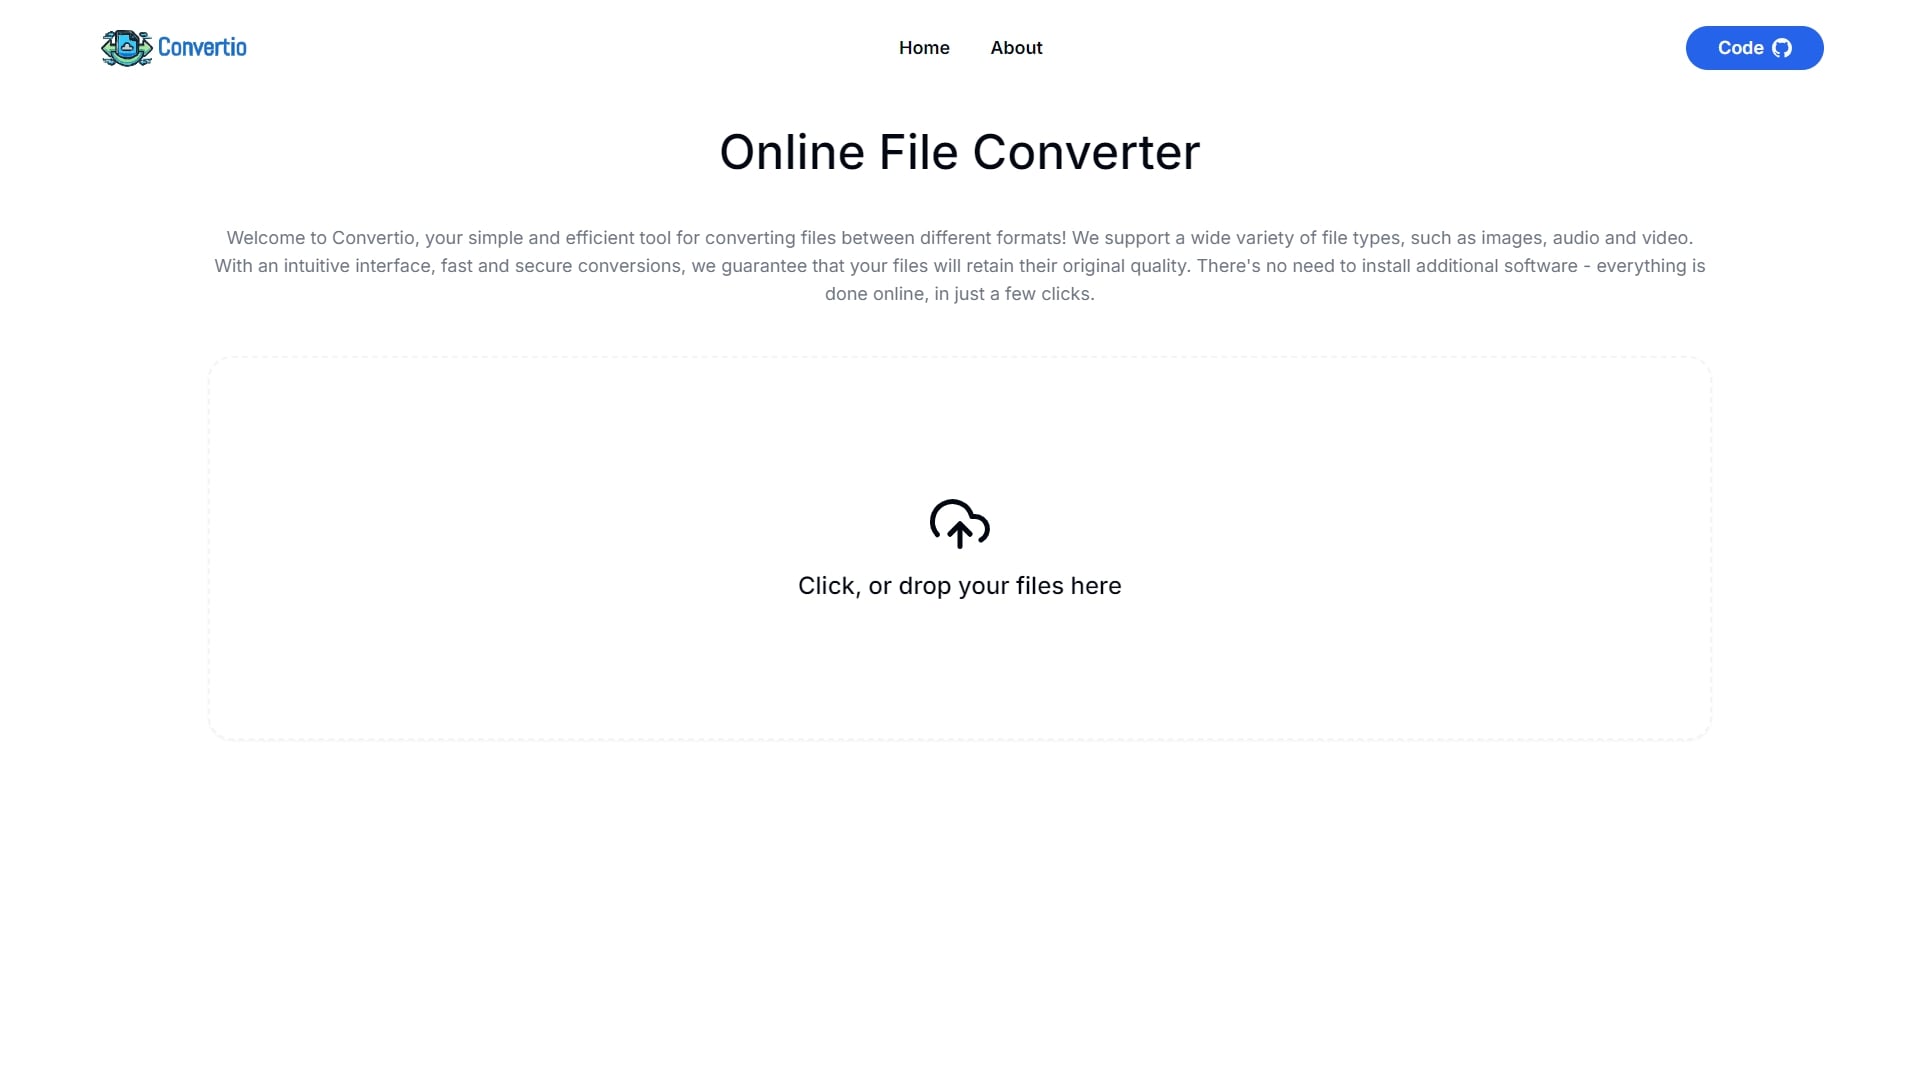 Convertio
Home
About
Code
Online File Converter
Welcome to Convertio, your simple and efficient tool for converting files between different formats! We support a wide variety of file types, such as images, audio and video.
With an intuitive interface, fast and secure conversions, we guarantee that your files will retain their original quality. There's no need to install additional software - everything is
done online, in just a few clicks.
Click, or drop your files here